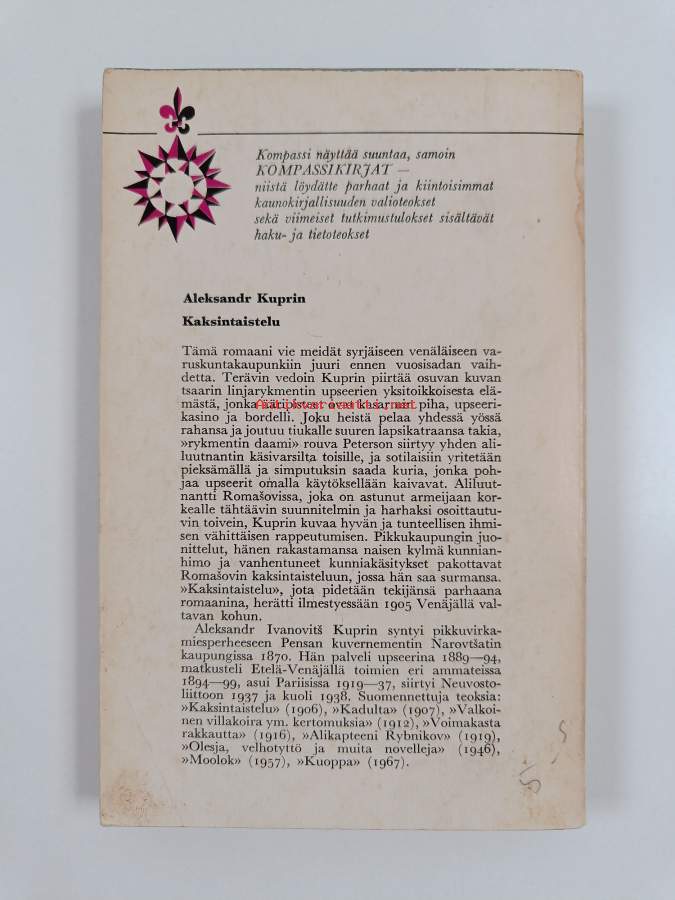 Kompassi näyttää suuntaa, samoin
KOMPASSIKIRJAT —
niistä löydätte parhaat ja kiintoisimmat
kaunokirjallisuuden valioteokset
sekä viimeiset tutkimustulokset sisältävät
haku- ja tietoteokset
Aleksandr Kuprin
Kaksintaistelu
Tämä romaani vie meidät syrjäiseen venäläiseen va-
ruskuntakaupunkiin juuri ennen vuosisadan vaih-
detta. Terävin vedoin Kuprin piirtää osuvan kuvan
tsaarin linjarykmentin upseerien yksitoikkoisesta elä-
mästä, jonka ääripisteet ovat kasarmin piha, upseeri-
Antikvariaatti.net
kasino ja bordelli. Joku heistä pelaa yhdessä yössä
rahansa ja joutuu tiukalle suuren lapsikatraansa takia,
»rykmentin daami» rouva Peterson siirtyy yhden ali-
luutnantin käsivarsilta toisille, ja sotilaisiin yritetään
pieksämällä ja simputuksin saada kuria, jonka poh-
jaa upseerit omalla käytöksellään kaivavat. Aliluut-
nantti Romašovissa, joka on astunut armeijaan kor-
kealle tähtäävin suunnitelmin ja harhaksi osoittautu-
vin toivein, Kuprin kuvaa hyvän ja tunteellisen ihmi-
sen vähittäisen rappeutumisen. Pikkukaupungin juo-
nittelut, hänen rakastamansa naisen kylmä kunnian-
himo ja vanhentuneet kunniakäsitykset pakottavat
Romašovin kaksintaisteluun, jossa hän saa surmansa.
»Kaksintaistelu», jota pidetään tekijänsä parhaana
romaanina, herätti ilmestyessään 1905 Venäjällä val-
tavan kohun.
Aleksandr Ivanovitš Kuprin syntyi pikkuvirka-
miesperheeseen Pensan kuvernementin Narovtšatin
kaupungissa 1870. Hän palveli upseerina 1889—94,
matkusteli Etelä-Venäjällä toimien eri ammateissa
1894—99, asui Pariisissa 1919—37, siirtyi Neuvosto-
liittoon 1937 ja kuoli 1938. Suomennettuja teoksia:
»Kaksintaistelu» (1906), »Kadulta» (1907), »Valkoi-
nen villakoira ym. kertomuksia» (1912), »Voimakasta
rakkautta» (1916), »Alikapteeni Rybnikov» (1919),
»Olesja, velhotyttö ja muita novelleja» (1946),
»Moolok» (1957), »Kuoppa» (1967).